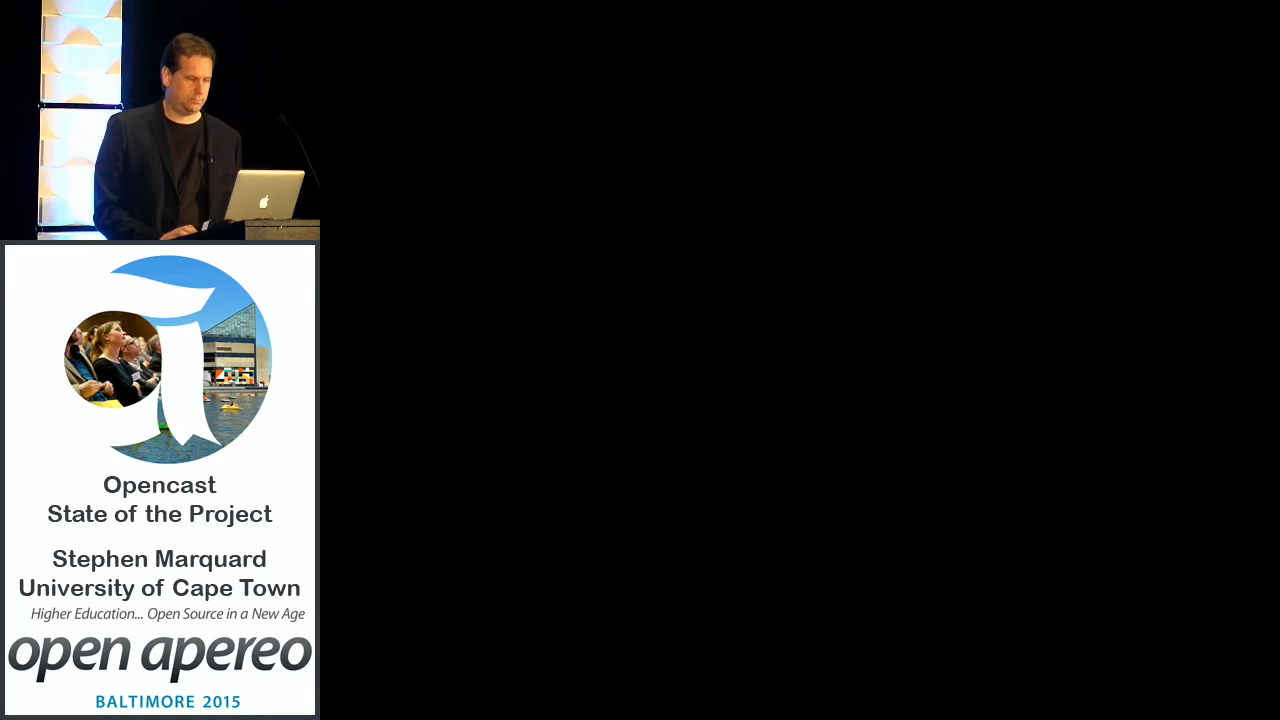 Opencast
State of the Project
Stephen Marquard
University of Cape Town
Higher Education... Open Source in a New Age
open apereo
BALTIMORE 2015